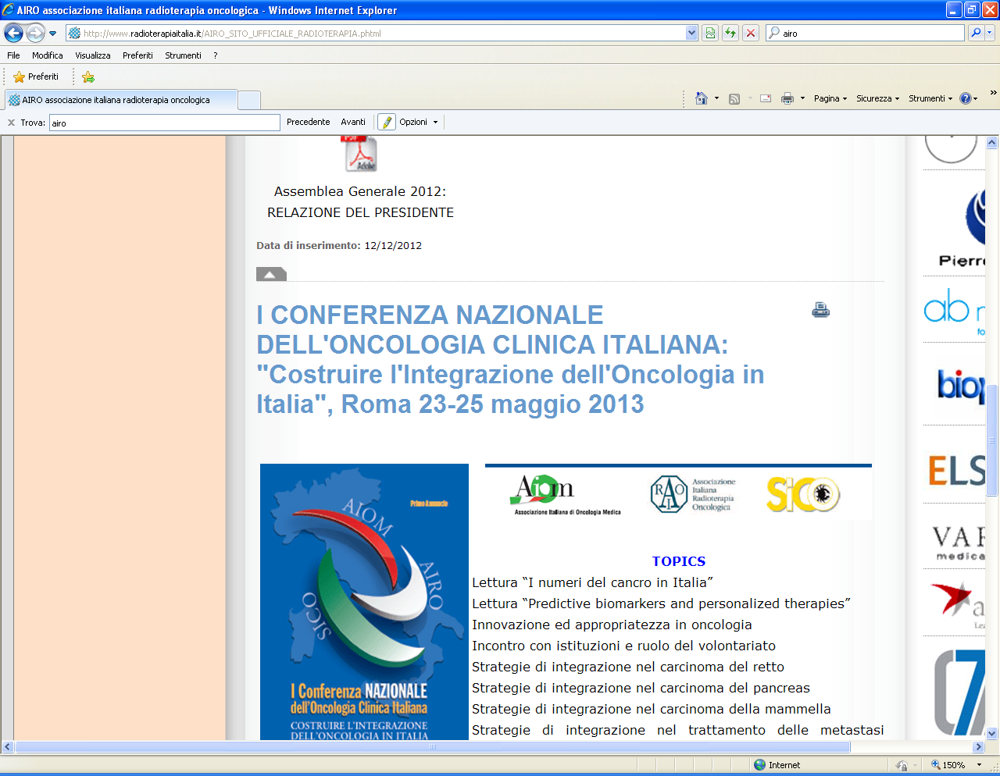 AIRO associazione italiana radioterapia oncologica - Windows Internet Explorer
http://www.radioterapiaitalia.it/AIRO_SITO_UFFICIALE_RADIOTERAPIA.phtml
airo
File Modifica Visualizza Preferiti Strumenti ?
Preferiti
AIRO associazione italiana radioterapia oncologica
Pagina Sicurezza Strumenti
x Trova: airo Precedente Avanti Opzioni
Adobe
Assemblea Generale 2012:
RELAZIONE DEL PRESIDENTE
Data di inserimento: 12/12/2012
I CONFERENZA NAZIONALE
DELL'ONCOLOGIA CLINICA ITALIANA:
"Costruire l'Integrazione dell'Oncologia in
Italia", Roma 23-25 maggio 2013
Primo Annuncio
AIOM
AIRO
SICO
I Conferenza NAZIONALE
dell'Oncologia Clinica Italiana
COSTRUIRE L'INTEGRAZIONE
DELL'ONCOLOGIA IN ITALIA
Aiom
Associazione Italiana di Oncologia Medica
AIRO
Associazione
Italiana
Radioterapia
Oncologica
SiCO
TOPICS
Lettura “I numeri del cancro in Italia”
Lettura “Predictive biomarkers and personalized therapies”
Innovazione ed appropriatezza in oncologia
Incontro con istituzioni e ruolo del volontariato
Strategie di integrazione nel carcinoma del retto
Strategie di integrazione nel carcinoma del pancreas
Strategie di integrazione nel carcinoma della mammella
Strategie di integrazione nel trattamento delle metastasi
Pierr
ab
fo
biop
ELS
VAR
medica
a
Lea
C7
Internet
150%